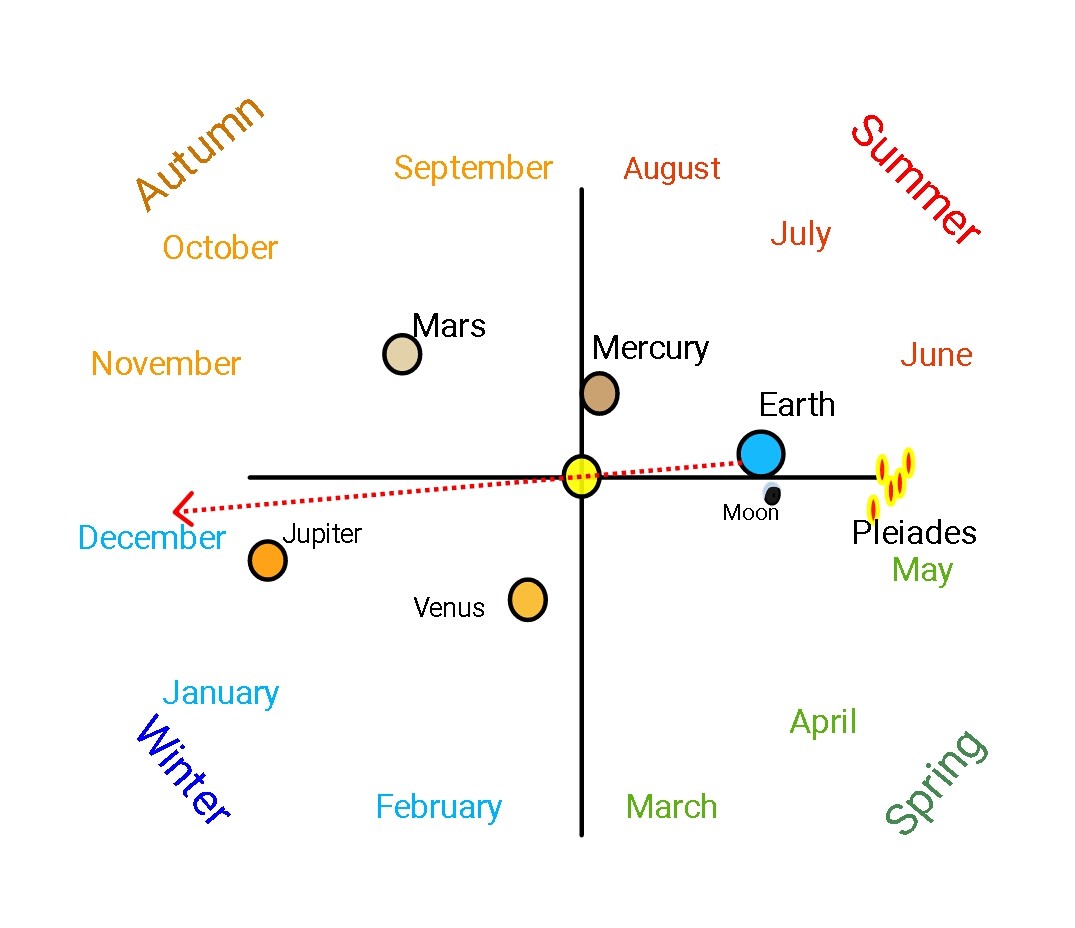 Autumn
September
August
Summer
October
July
Mars
Mercury
November
June
Earth
Moon
Pleiades
December
Jupiter
May
Venus
January
Winter
April
Spring
February
March